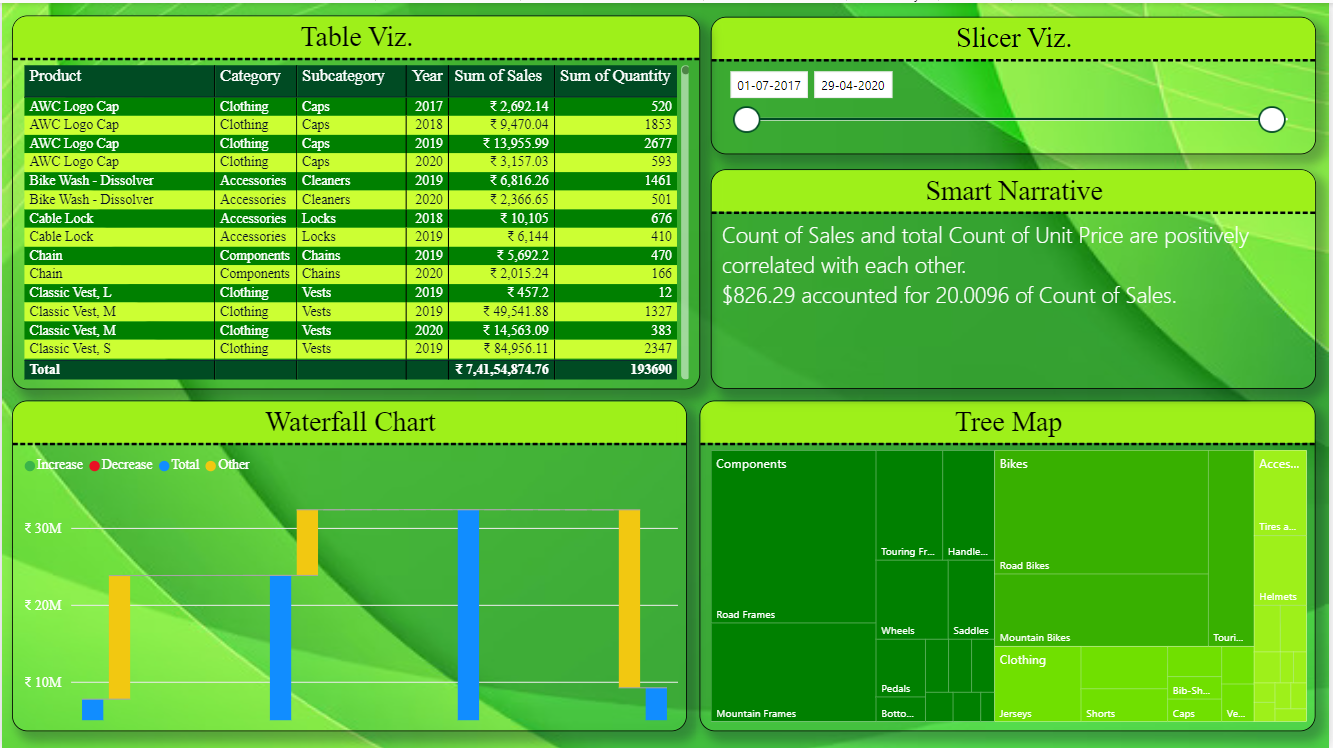 Table Viz.
Product Category Subcategory Year Sum of Sales Sum of Quantity
AWC Logo Cap Clothing Caps 2017 ₹ 2,692.14 520
AWC Logo Cap Clothing Caps 2018 ₹ 9,470.04 1853
AWC Logo Cap Clothing Caps 2019 ₹ 13,955.99 2677
AWC Logo Cap Clothing Caps 2020 ₹ 3,157.03 593
Bike Wash - Dissolver Accessories Cleaners 2019 ₹ 6,816.26 1461
Bike Wash - Dissolver Accessories Cleaners 2020 ₹ 2,366.65 501
Cable Lock Accessories Locks 2018 ₹ 10,105 676
Cable Lock Accessories Locks 2019 ₹ 6,144 410
Chain Components Chains 2019 ₹ 5,692.2 470
Chain Components Chains 2020 ₹ 2,015.24 166
Classic Vest, L Clothing Vests 2019 ₹ 457.2 12
Classic Vest, M Clothing Vests 2019 ₹ 49,541.88 1327
Classic Vest, M Clothing Vests 2020 ₹ 14,563.09 383
Classic Vest, S Clothing Vests 2019 ₹ 84,956.11 2347
Total ₹ 7,41,54,874.76 193690
Slicer Viz.
01-07-2017 29-04-2020
Smart Narrative
Count of Sales and total Count of Unit Price are positively
correlated with each other.
$826.29 accounted for 20.0096 of Count of Sales.
Waterfall Chart
Increase Decrease Total Other
₹ 30M
₹ 20M
₹ 10M
Tree Map
Components
Road Frames
Mountain Frames
Touring Fr...
Handle...
Wheels
Saddles
Pedals
Botto...
Bikes
Road Bikes
Mountain Bikes
Touri...
Clothing
Jerseys
Shorts
Bib-Sh...
Caps
Ve...
Acces...
Tires a...
Helmets